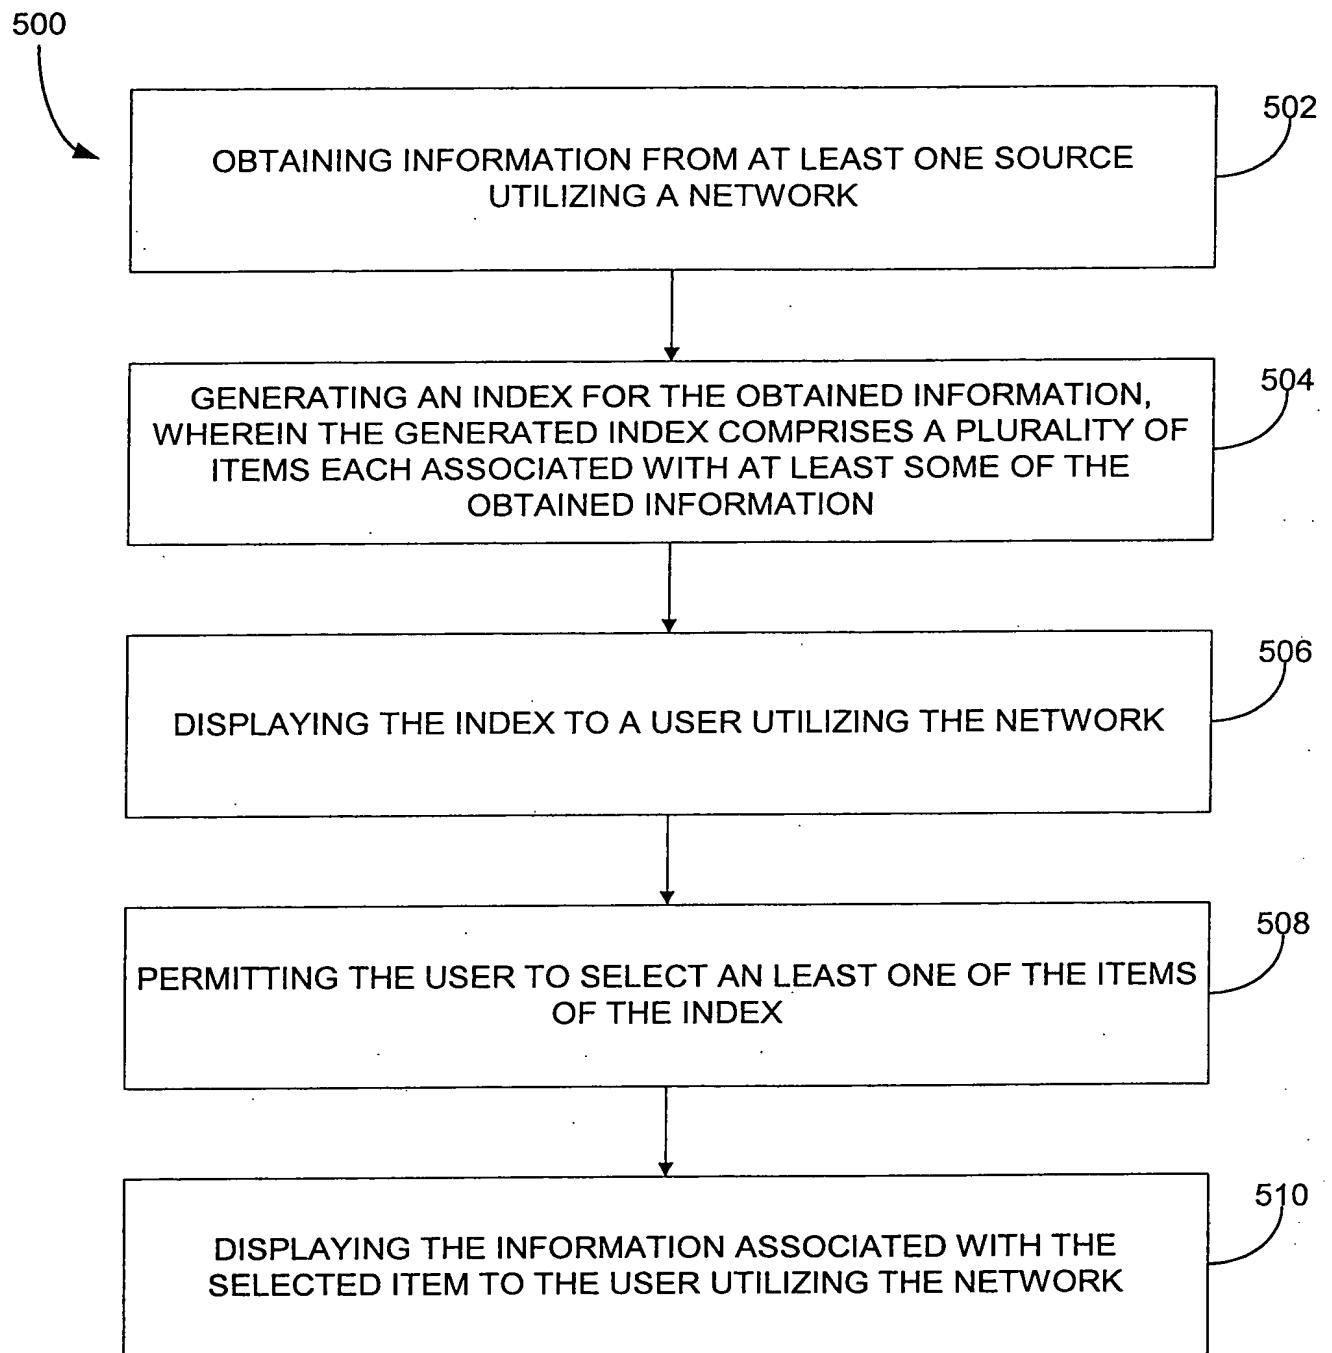 500
502
OBTAINING INFORMATION FROM AT LEAST ONE SOURCE
UTILIZING A NETWORK
504
GENERATING AN INDEX FOR THE OBTAINED INFORMATION,
WHEREIN THE GENERATED INDEX COMPRISES A PLURALITY OF
ITEMS EACH ASSOCIATED WITH AT LEAST SOME OF THE
OBTAINED INFORMATION
506
DISPLAYING THE INDEX TO A USER UTILIZING THE NETWORK
508
PERMITTING THE USER TO SELECT AN LEAST ONE OF THE ITEMS
OF THE INDEX
510
DISPLAYING THE INFORMATION ASSOCIATED WITH THE
SELECTED ITEM TO THE USER UTILIZING THE NETWORK